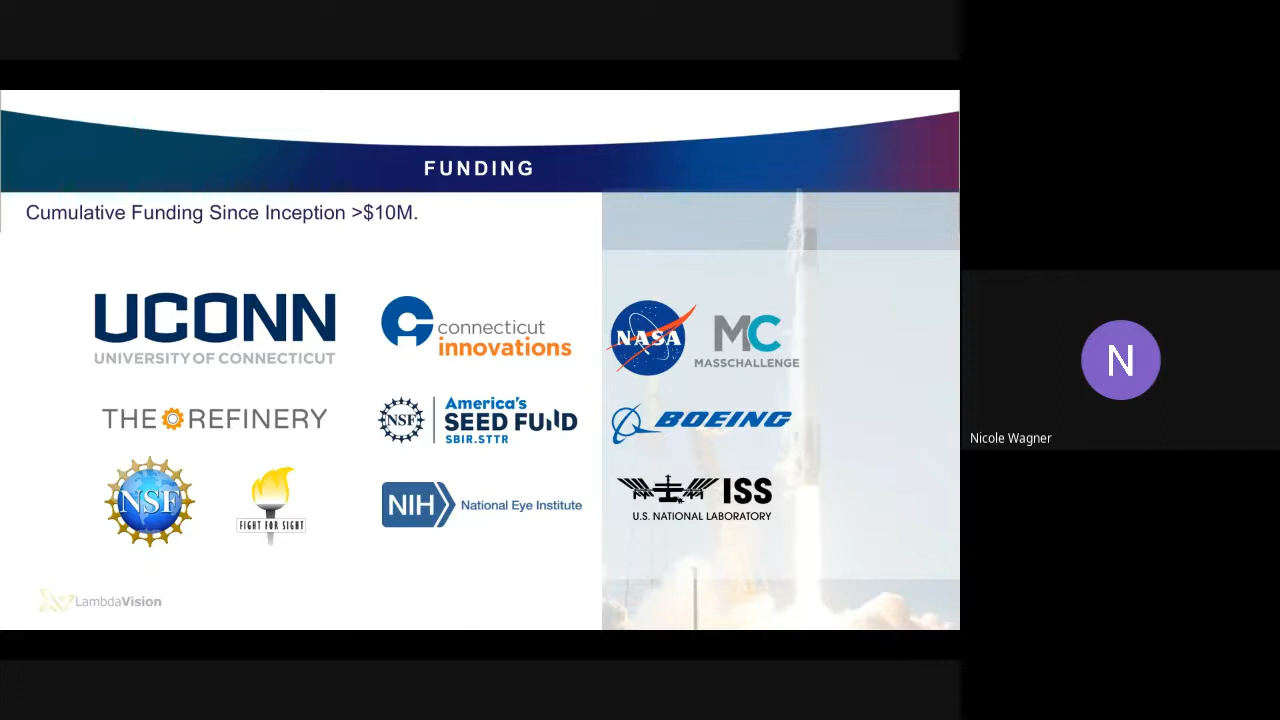 FUNDING
Cumulative Funding Since Inception >$10M.
UCONN
UNIVERSITY OF CONNECTICUT
connecticut
innovations
NASA
MC
MASSCHALLENGE
THE REFINERY
NSF
America's
SEED FUND
SBIR.STTR
BOEING
NSF
FIGHT FOR SIGHT
NIH
National Eye Institute
ISS
U.S. NATIONAL LABORATORY
LambdaVision
N
Nicole Wagner